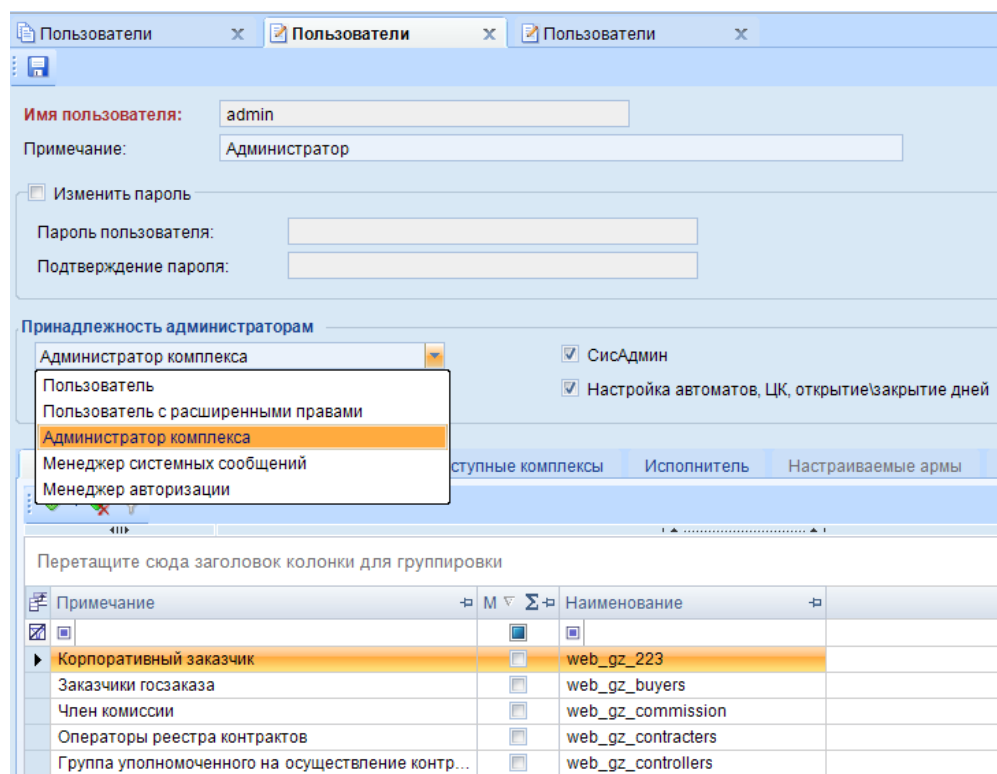 Пользователи Пользователи Пользователи
Имя пользователя: admin
Примечание: Администратор
Изменить пароль
Пароль пользователя:
Подтверждение пароля:
Принадлежность администраторам
Администратор комплекса СисАдмин
Пользователь Настройка автоматов, ЦК, открытие\закрытие дней
Пользователь с расширенными правами
Администратор комплекса
Менеджер системных сообщений
ступные комплексы Исполнитель Настраиваемые армы
Менеджер авторизации
Перетащите сюда заголовок колонки для группировки
Примечание М Σ Наименование
Корпоративный заказчик web_gz_223
Заказчики госзаказа web_gz_buyers
Член комиссии web_gz_commission
Операторы реестра контрактов web_gz_contracters
Группа уполномоченного на осуществление контр... web_gz_controllers